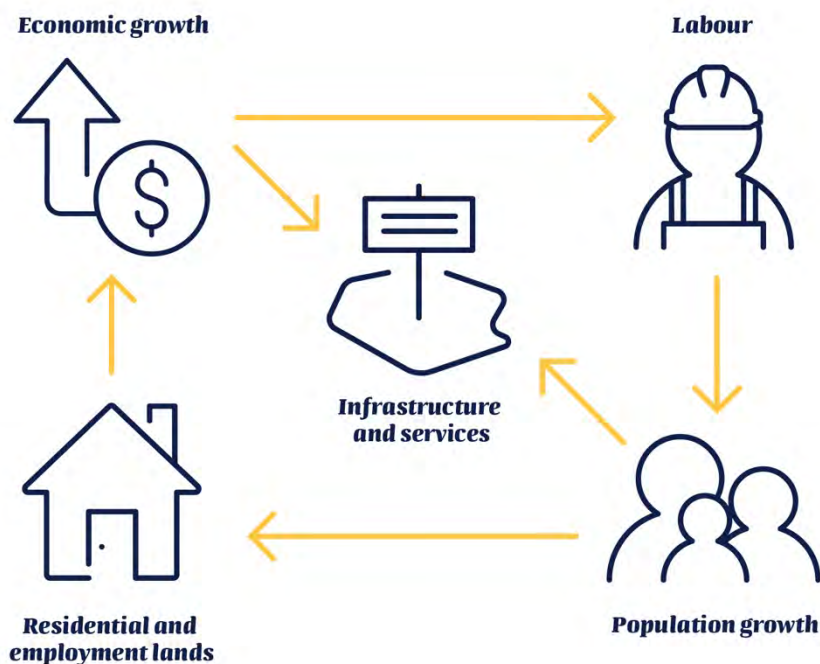 Economic growth
Labour
$
Infrastructure
and services
Residential and
employment lands
Population growth